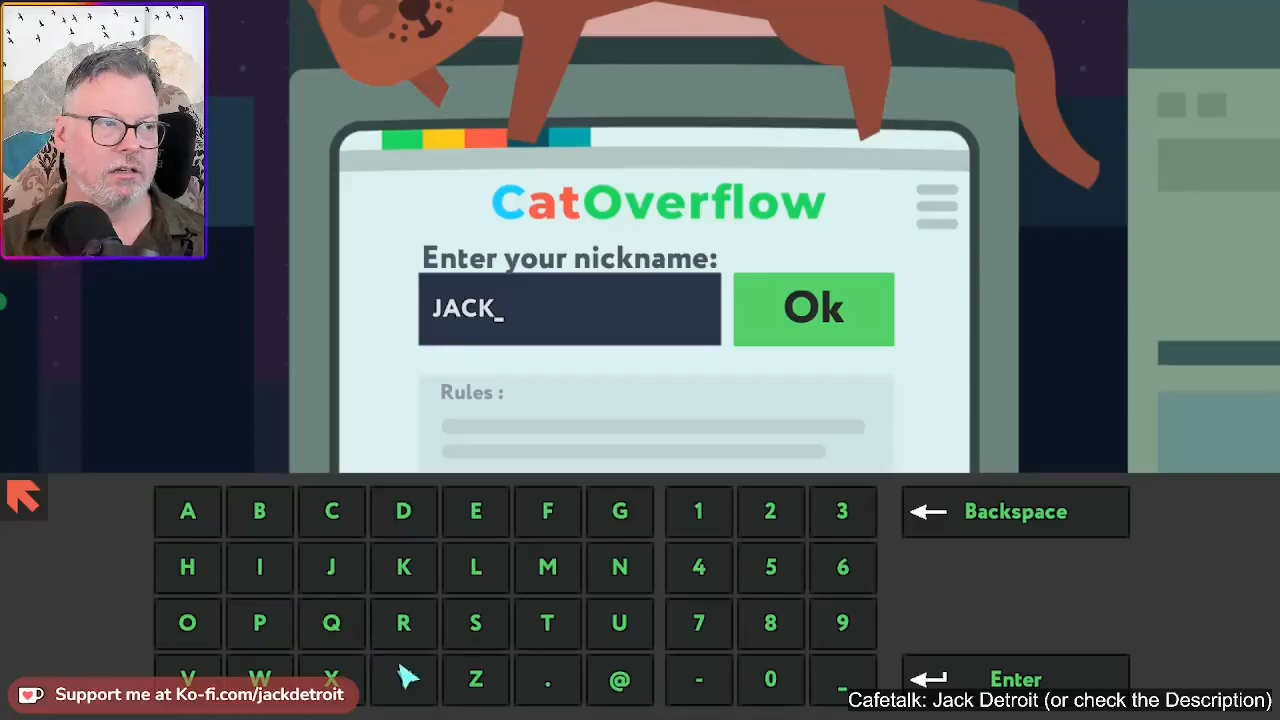 CatOverflow
Enter your nickname:
JACK_
Ok
Rules :
A B C D E F G 1 2 3 Backspace
H I J K L M N 4 5 6
O P Q R S T U 7 8 9
V W X Z . @ - 0 _ Enter
Support me at Ko-fi.com/jackdetroit
Cafetalk: Jack Detroit (or check the Description)